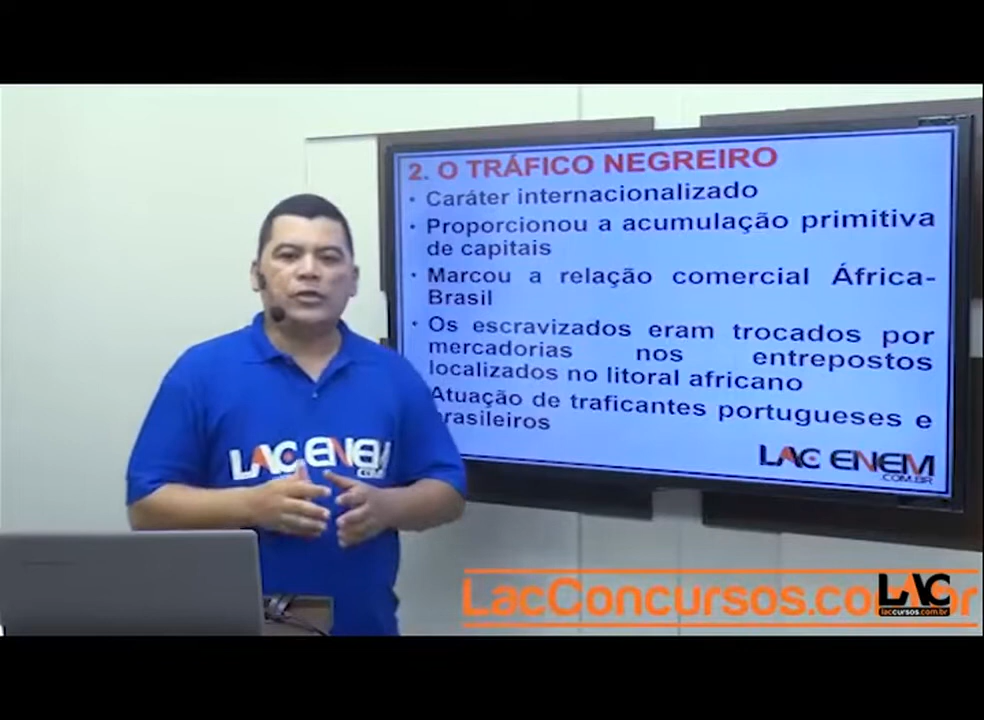 2. O TRÁFICO NEGREIRO
• Caráter internacionalizado
• Proporcionou a acumulação primitiva
de capitais
• Marcou a relação comercial África-
Brasil
• Os escravizados eram trocados por
mercadorias nos entrepostos
localizados no litoral africano
Atuação de traficantes portugueses e
brasileiros
LAC ENEM
.COM.BR
LAC ENEM
.COM.BR
LacConcursos.com.br
LAC
laccursos.com.br